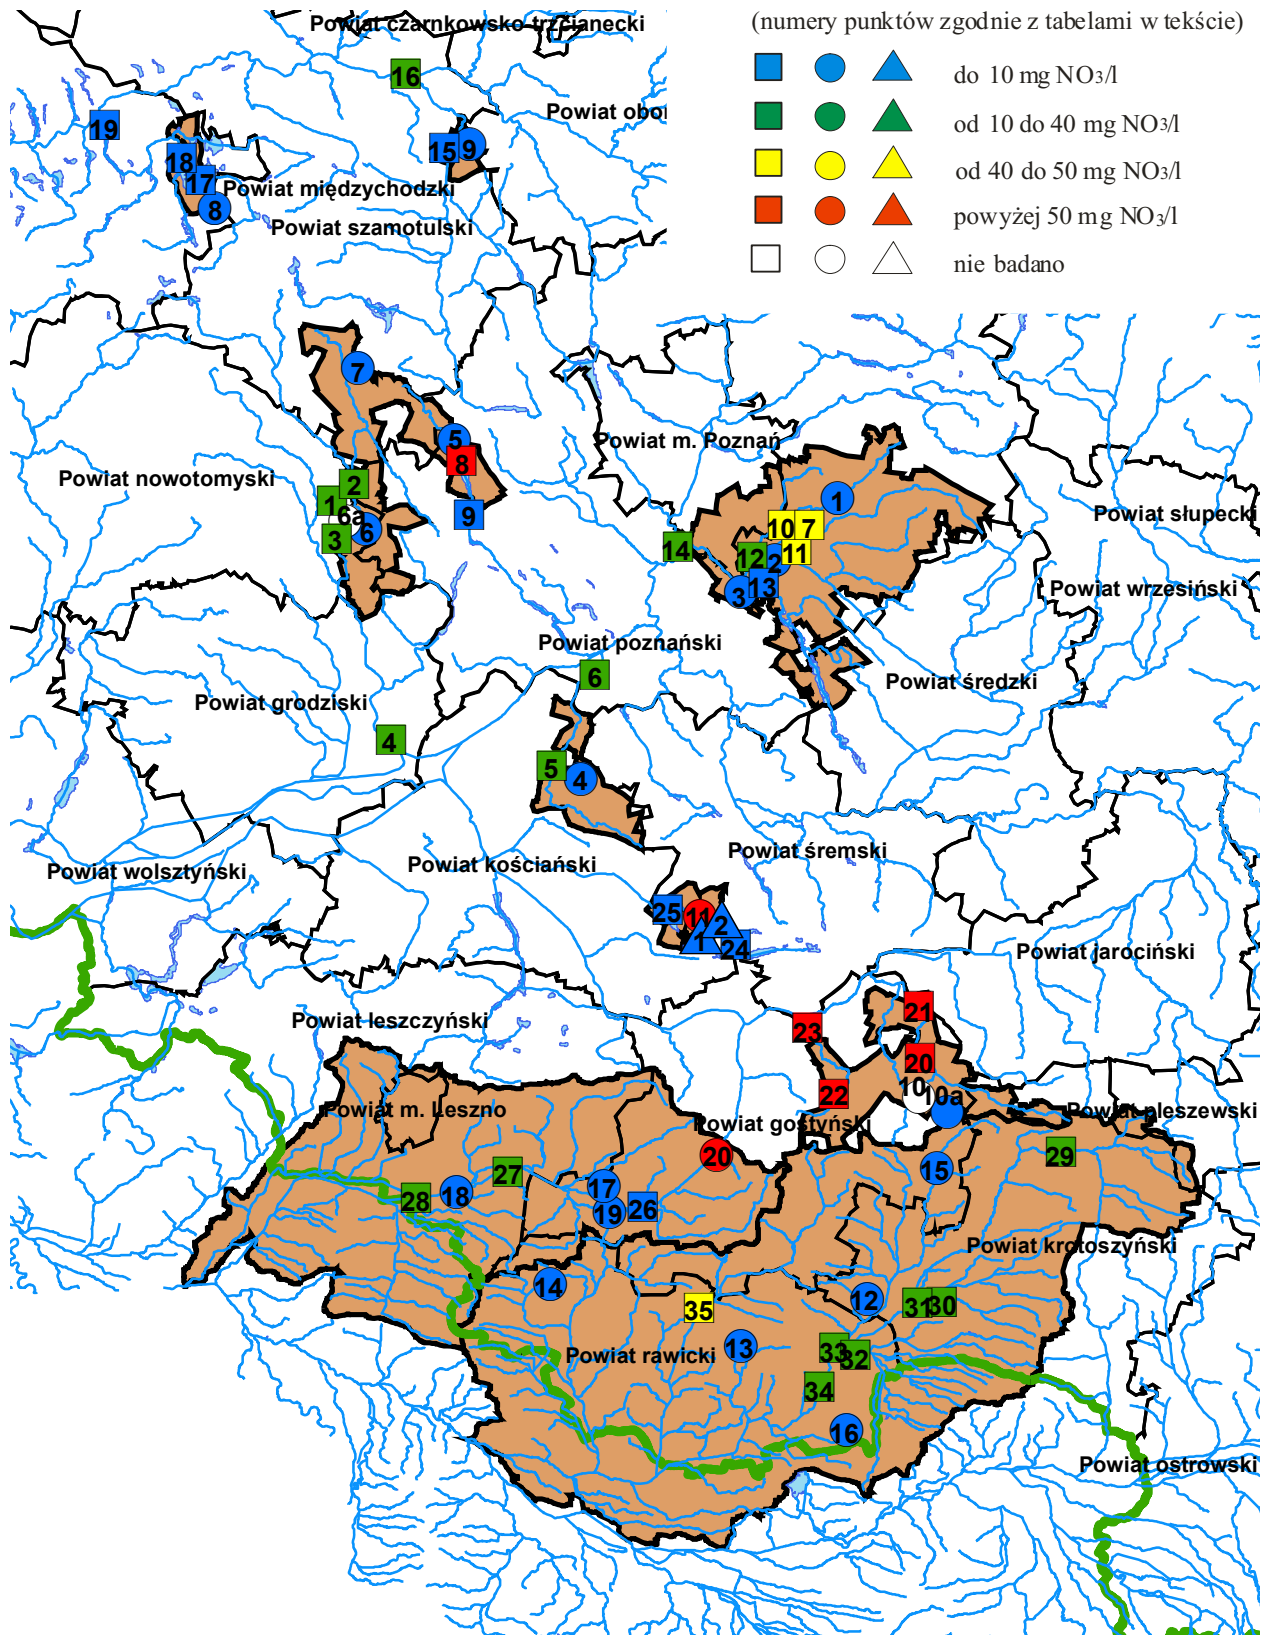 (numery punktów zgodnie z tabelami w tekście)
do 10 mg NO3/l
od 10 do 40 mg NO3/l
od 40 do 50 mg NO3/l
powyżej 50 mg NO3/l
nie badano
Powiat czarnkowsko-trzcianecki
16
Powiat obor
19
15
9
18
17
Powiat międzychodzki
8
Powiat szamotulski
7
5
Powiat m. Poznań
8
Powiat nowotomyski
2
1
1
6a
9
10
7
Powiat słupecki
6
3
14
12
2
11
13
3
Powiat wrzesiński
Powiat poznański
6
Powiat średzki
Powiat grodziski
4
5
4
Powiat śremski
Powiat kościański
Powiat wolsztyński
25
11
2
1
24
Powiat jarociński
21
Powiat leszczyński
23
20
22
10
10a
Powiat m. Leszno
Powiat pleszewski
Powiat gostyński
20
29
27
15
28
18
17
19
26
Powiat krotoszyński
14
12
35
31
30
13
33
32
Powiat rawicki
34
16
Powiat ostrowski